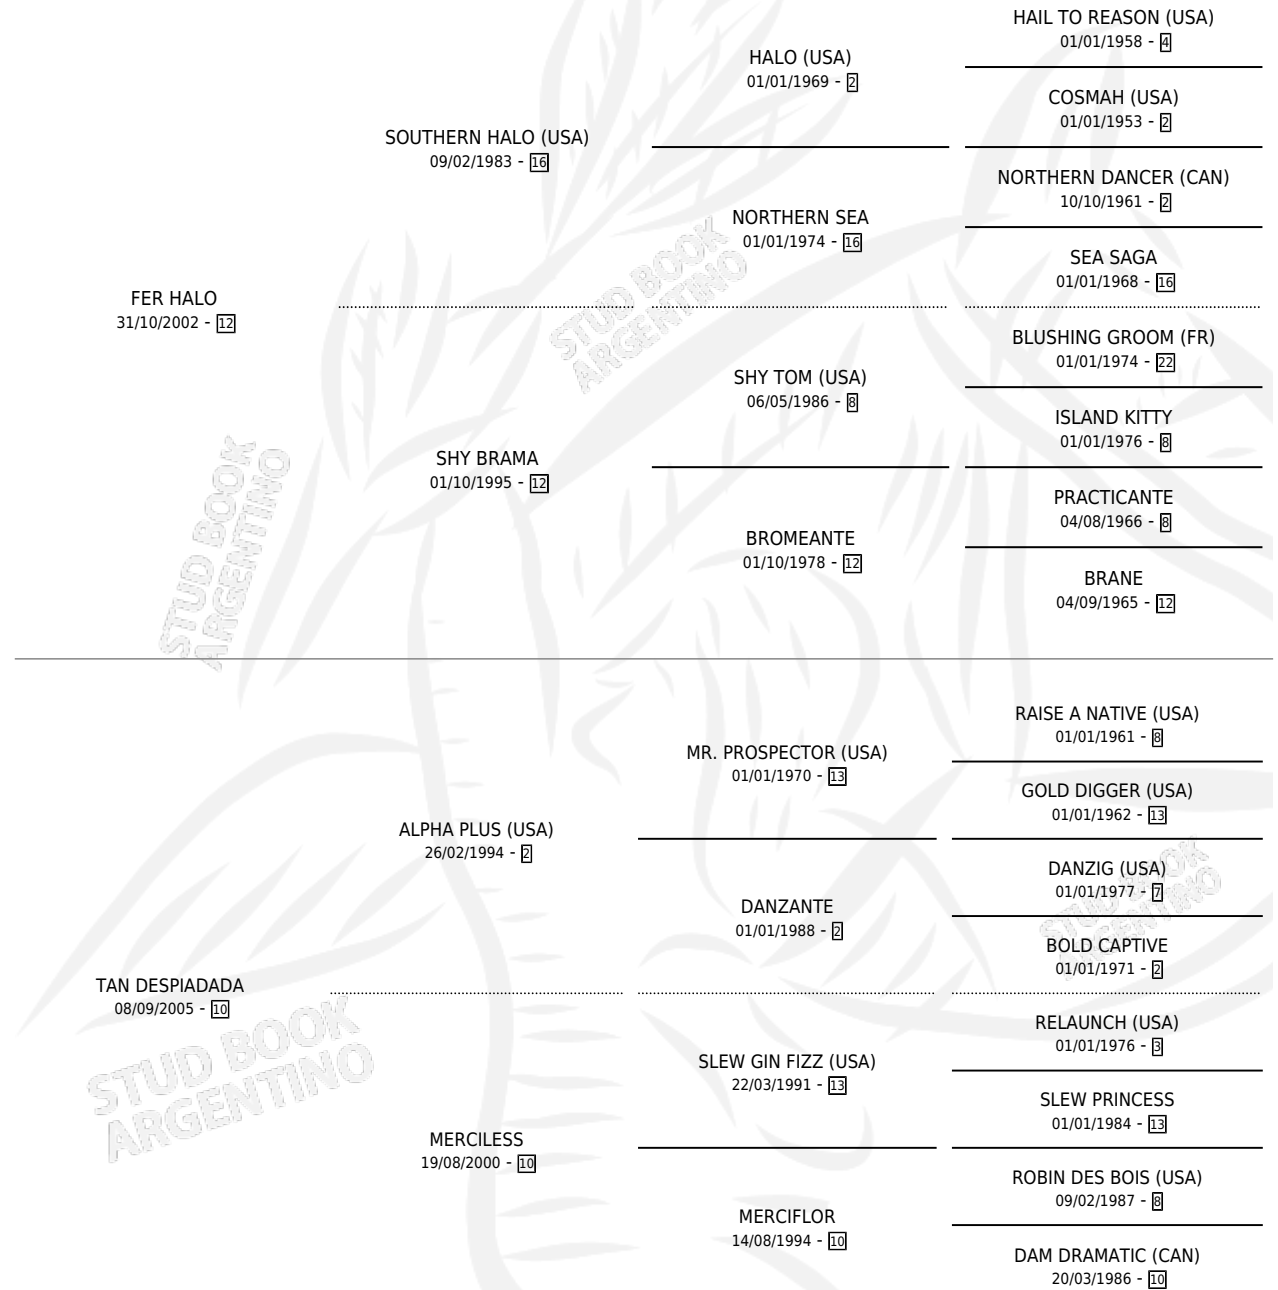 HAIL TO REASON (USA)
01/01/1958 - 4
HALO (USA)
01/01/1969 - 2
COSMAH (USA)
01/01/1953 - 2
SOUTHERN HALO (USA)
09/02/1983 - 16
NORTHERN DANCER (CAN)
10/10/1961 - 2
NORTHERN SEA
01/01/1974 - 16
SEA SAGA
01/01/1968 - 16
FER HALO
31/10/2002 - 12
BLUSHING GROOM (FR)
01/01/1974 - 22
SHY TOM (USA)
06/05/1986 - 8
ISLAND KITTY
01/01/1976 - 8
SHY BRAMA
01/10/1995 - 12
PRACTICANTE
04/08/1966 - 8
BROMEANTE
01/10/1978 - 12
BRANE
04/09/1965 - 12
STUD BOOK
ARGENTINO
STUD BOOK
ARGENTINO
RAISE A NATIVE (USA)
01/01/1961 - 8
MR. PROSPECTOR (USA)
01/01/1970 - 13
GOLD DIGGER (USA)
01/01/1962 - 13
ALPHA PLUS (USA)
26/02/1994 - 2
DANZIG (USA)
01/01/1977 - 7
DANZANTE
01/01/1988 - 2
BOLD CAPTIVE
01/01/1971 - 2
TAN DESPIADADA
08/09/2005 - 10
RELAUNCH (USA)
01/01/1976 - 3
SLEW GIN FIZZ (USA)
22/03/1991 - 13
SLEW PRINCESS
01/01/1984 - 13
MERCILESS
19/08/2000 - 10
ROBIN DES BOIS (USA)
09/02/1987 - 8
MERCIFLOR
14/08/1994 - 10
DAM DRAMATIC (CAN)
20/03/1986 - 10
STUD BOOK
ARGENTINO
STUD BOOK
ARGENTINO